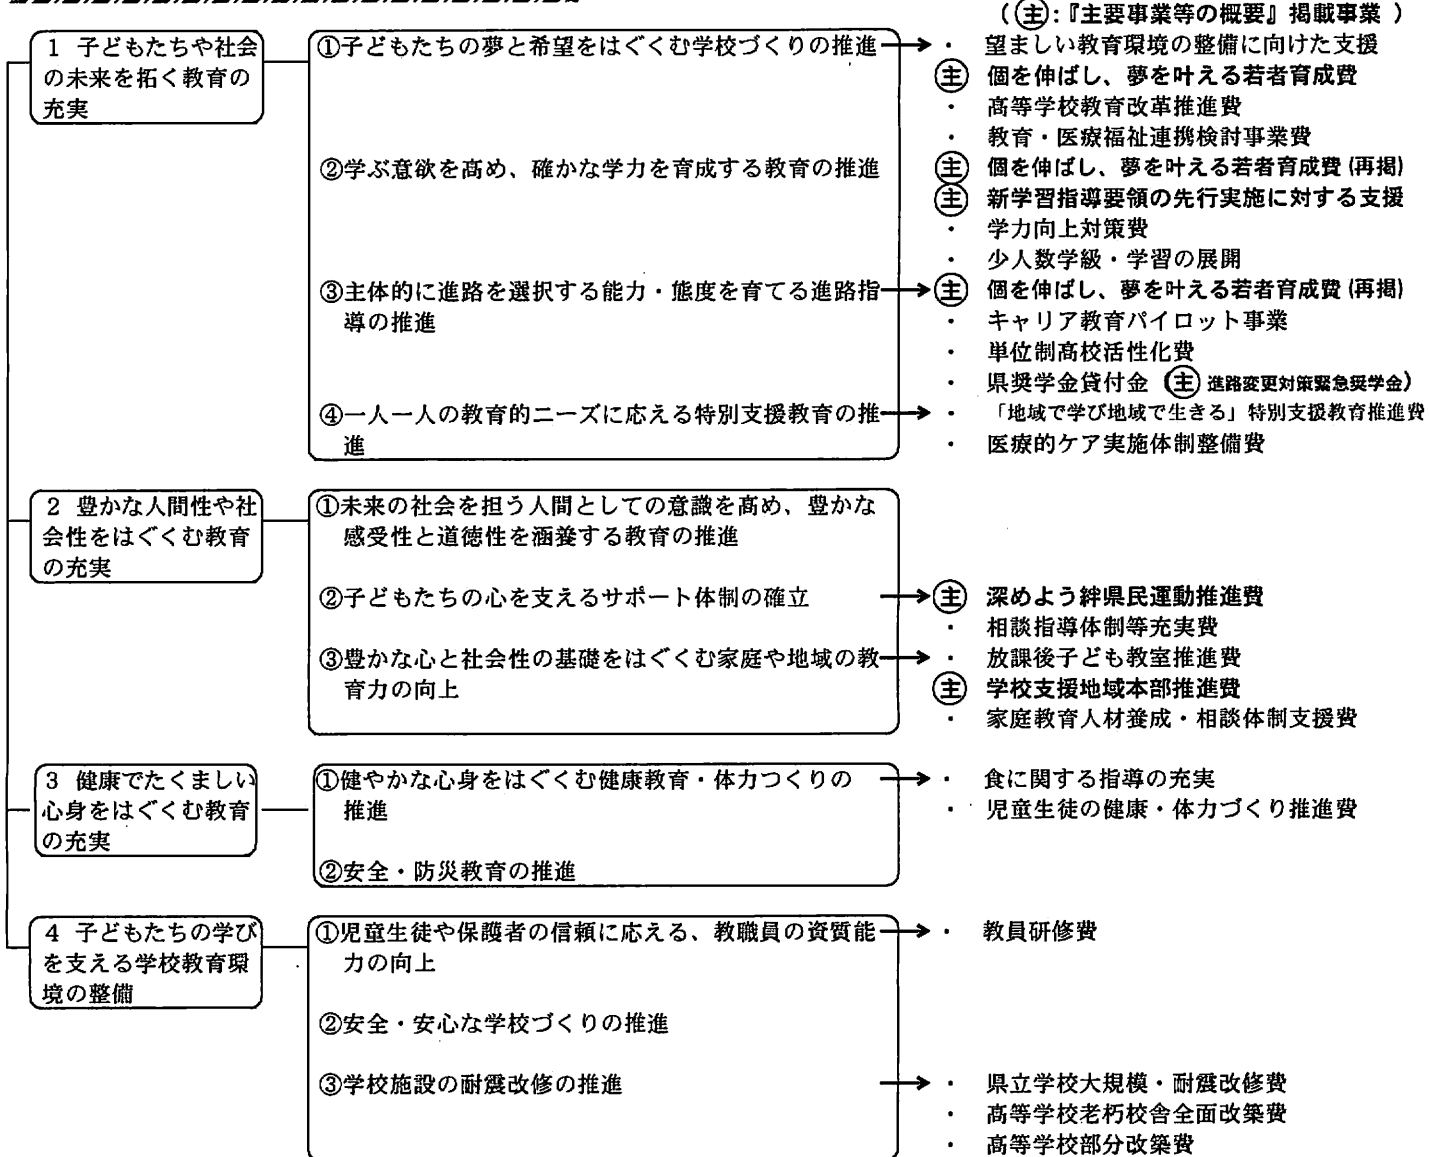 (㊟:『主要事業等の概要』掲載事業 )
1 子どもたちや社会
の未来を拓く教育の
充実
①子どもたちの夢と希望をはぐくむ学校づくりの推進
→・ 望ましい教育環境の整備に向けた支援
主 個を伸ばし、夢を叶える若者育成費
・ 高等学校教育改革推進費
・ 教育・医療福祉連携検討事業費
②学ぶ意欲を高め、確かな学力を育成する教育の推進
主 個を伸ばし、夢を叶える若者育成費(再掲)
主 新学習指導要領の先行実施に対する支援
・ 学力向上対策費
・ 少人数学級・学習の展開
③主体的に進路を選択する能力・態度を育てる進路指
導の推進
→主 個を伸ばし、夢を叶える若者育成費(再掲)
・ キャリア教育パイロット事業
・ 単位制高校活性化費
・ 県奨学金貸付金 (主 進路変更対策緊急奨学金)
④一人一人の教育的ニーズに応える特別支援教育の推
進
→・ 「地域で学び地域で生きる」特別支援教育推進費
・ 医療的ケア実施体制整備費
2 豊かな人間性や社
会性をはぐくむ教育
の充実
①未来の社会を担う人間としての意識を高め、豊かな
感受性と道徳性を涵養する教育の推進
②子どもたちの心を支えるサポート体制の確立
→主 深めよう絆県民運動推進費
・ 相談指導体制等充実費
③豊かな心と社会性の基礎をはぐくむ家庭や地域の教
育力の向上
→・ 放課後子ども教室推進費
主 学校支援地域本部推進費
・ 家庭教育人材養成・相談体制支援費
3 健康でたくましい
心身をはぐくむ教育
の充実
①健やかな心身をはぐくむ健康教育・体力つくりの
推進
→・ 食に関する指導の充実
・ 児童生徒の健康・体力づくり推進費
②安全・防災教育の推進
4 子どもたちの学び
を支える学校教育環
境の整備
①児童生徒や保護者の信頼に応える、教職員の資質能
力の向上
→・ 教員研修費
②安全・安心な学校づくりの推進
③学校施設の耐震改修の推進
→・ 県立学校大規模・耐震改修費
・ 高等学校老朽校舎全面改築費
・ 高等学校部分改築費